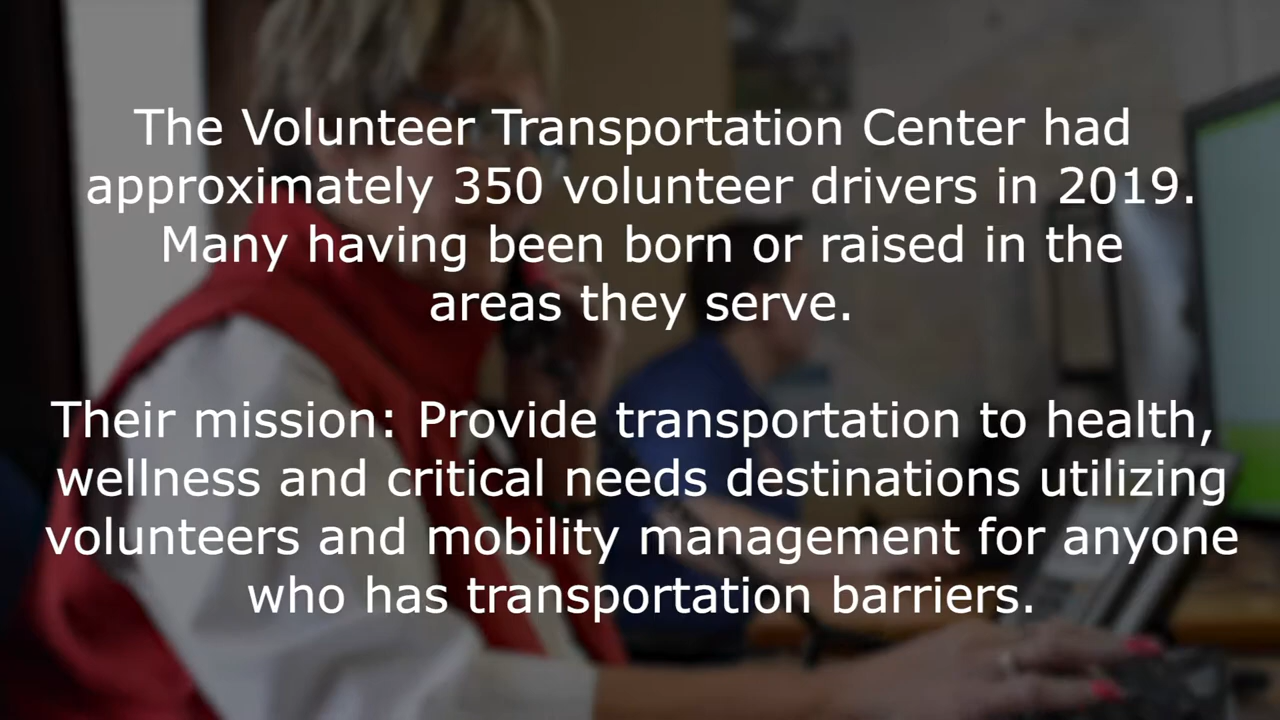 The Volunteer Transportation Center had
approximately 350 volunteer drivers in 2019.
Many having been born or raised in the
areas they serve.
Their mission: Provide transportation to health,
wellness and critical needs destinations utilizing
volunteers and mobility management for anyone
who has transportation barriers.